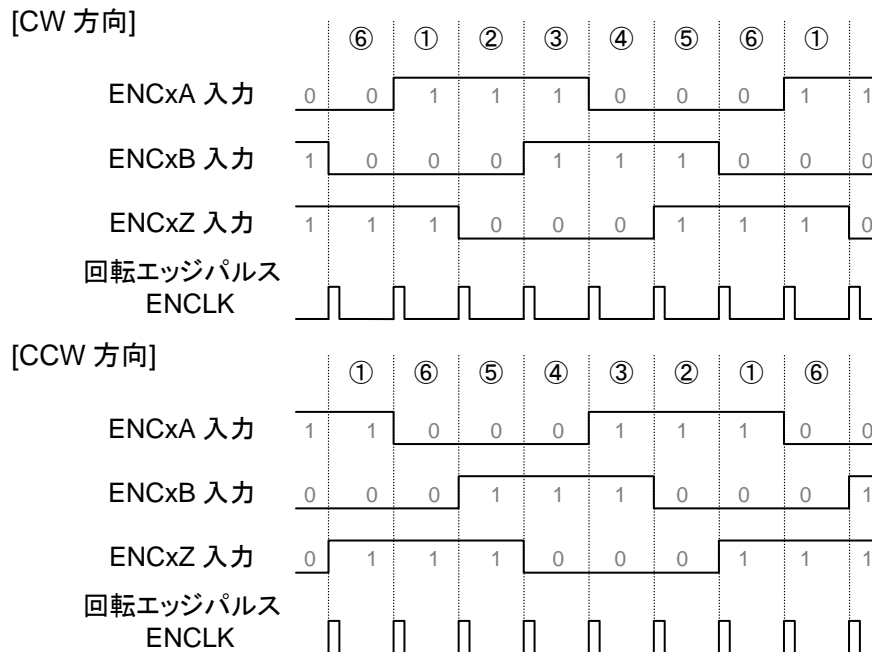 [CW 方向]
⑥ ① ② ③ ④ ⑤ ⑥ ①
ENCxA 入力 0 0 1 1 1 0 0 0 1 1
ENCxB 入力 1 0 0 0 1 1 1 0 0 0
ENCxZ 入力 1 1 1 0 0 0 1 1 1 0
回転エッジパルス
ENCLK
[CCW 方向]
① ⑥ ⑤ ④ ③ ② ① ⑥
ENCxA 入力 1 1 0 0 0 1 1 1 0 0
ENCxB 入力 0 0 0 1 1 1 0 0 0 1
ENCxZ 入力 0 1 1 1 0 0 0 1 1 1
回転エッジパルス
ENCLK